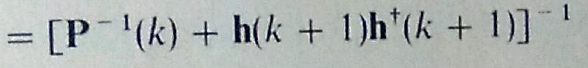 = [P⁻¹(k) + h(k + 1)h†(k + 1)]⁻¹